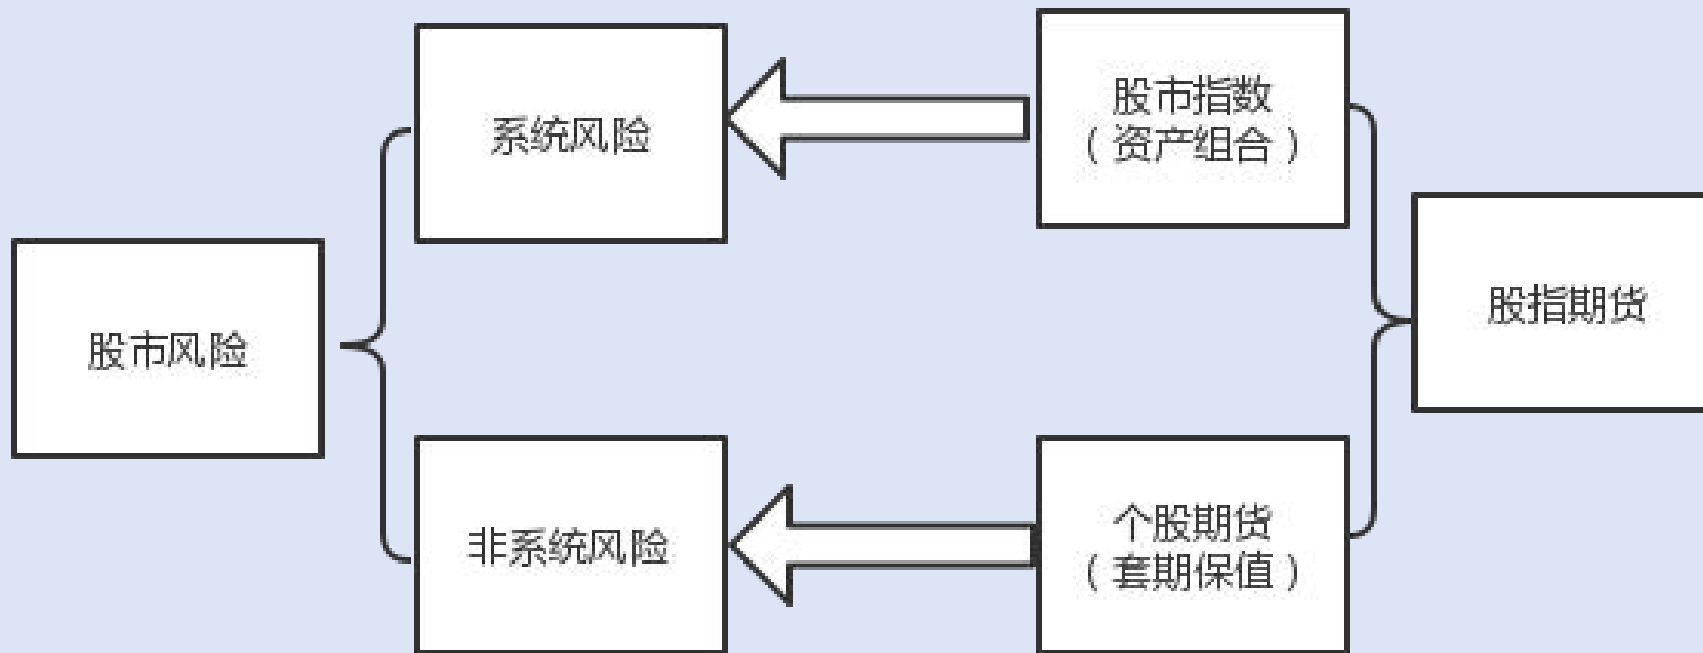 股市风险
系统风险
非系统风险
股市指数
（资产组合）
个股期货
（套期保值）
股指期货